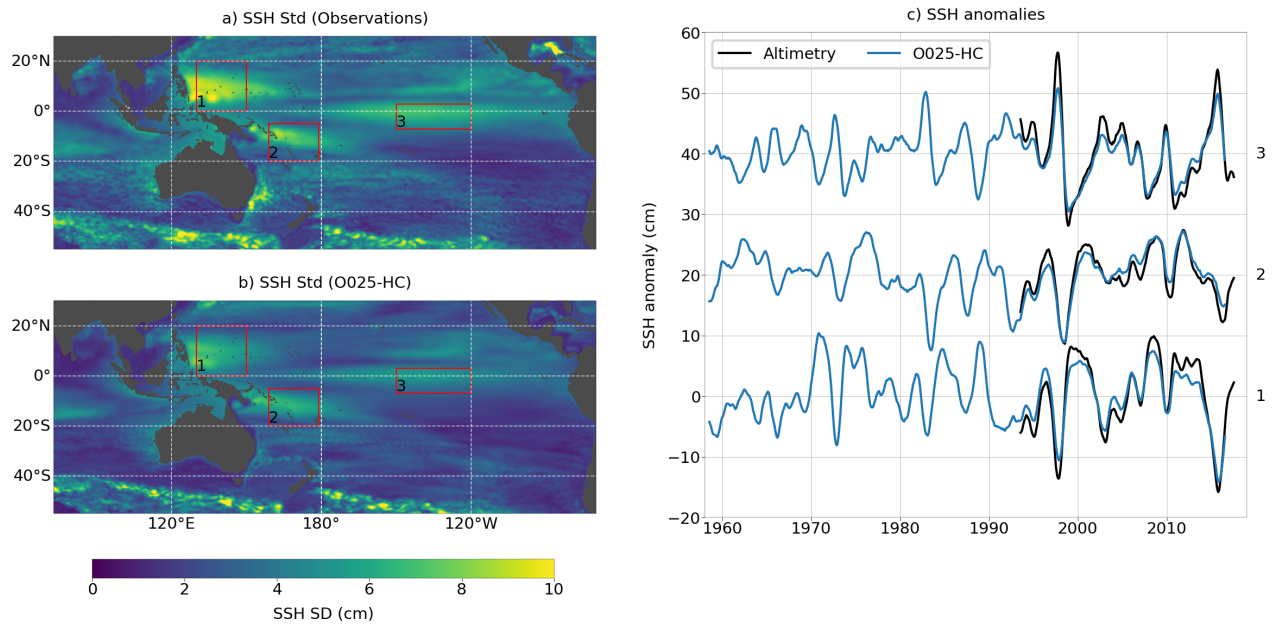 a) SSH Std (Observations)
20°N
0°
20°S
40°S
1
2
3
b) SSH Std (O025-HC)
20°N
0°
20°S
40°S
1
2
3
120°E
180°
120°W
0
2
4
6
8
10
SSH SD (cm)
c) SSH anomalies
Altimetry
O025-HC
SSH anomaly (cm)
60
50
40
30
20
10
0
−10
−20
3
2
1
1960
1970
1980
1990
2000
2010